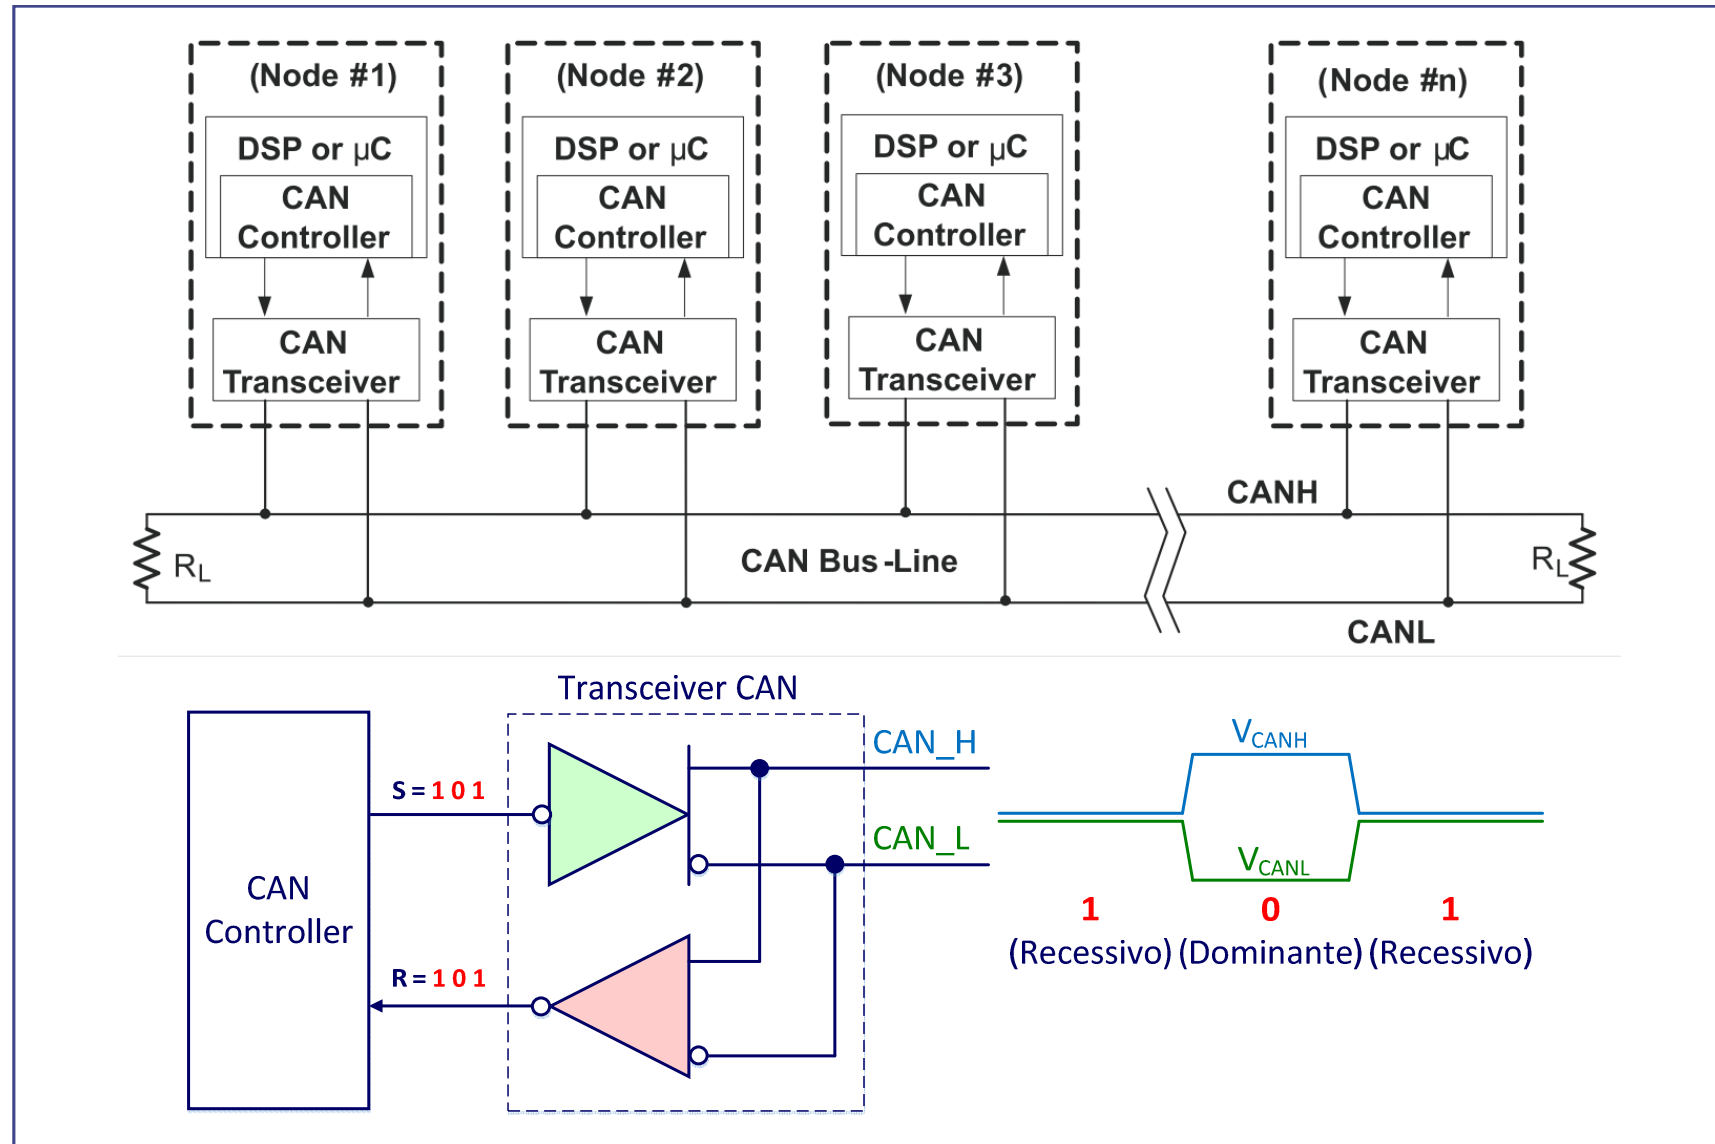 (Node #1)
DSP or µC
CAN
Controller
CAN
Transceiver
(Node #2)
DSP or µC
CAN
Controller
CAN
Transceiver
(Node #3)
DSP or µC
CAN
Controller
CAN
Transceiver
(Node #n)
DSP or µC
CAN
Controller
CAN
Transceiver
CANH
RL
CAN Bus-Line
RL
CANL
Transceiver CAN
CAN
Controller
S = 1 0 1
R = 1 0 1
CAN_H
CAN_L
VCANH
VCANL
1 0 1
(Recessivo) (Dominante) (Recessivo)